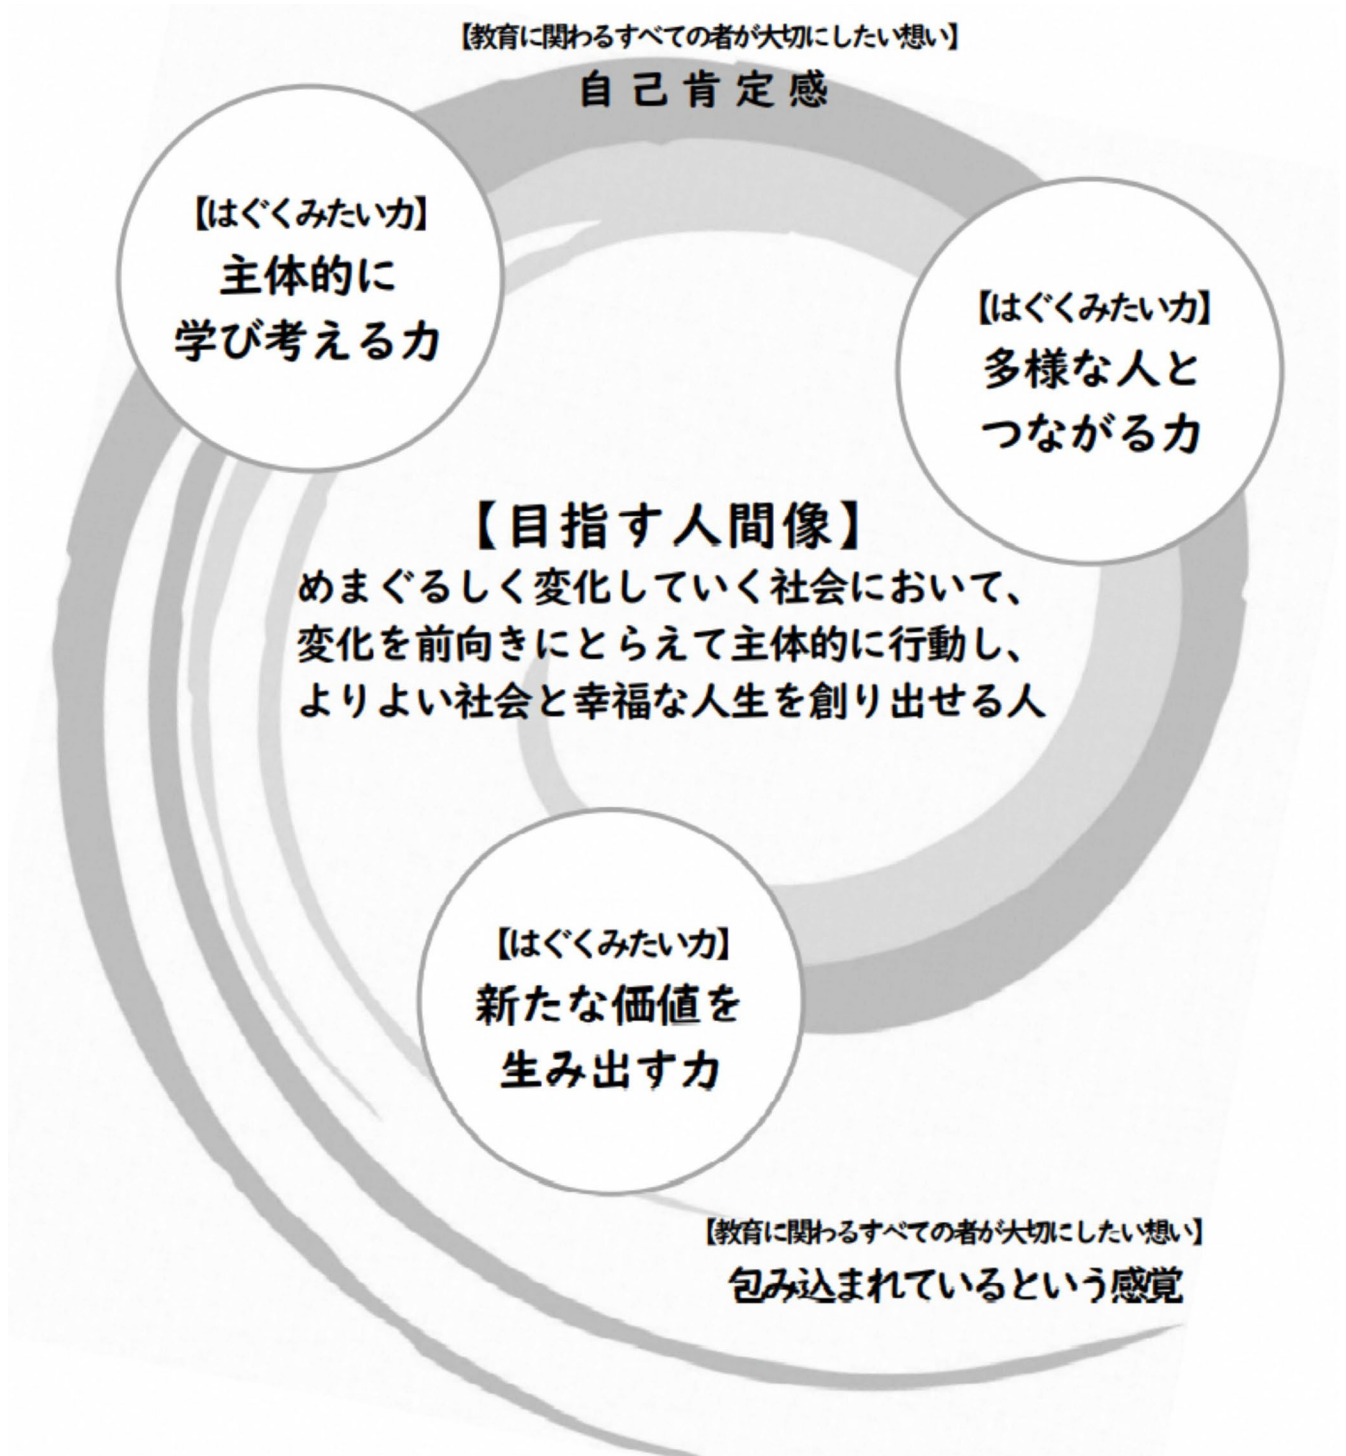 【教育に関わるすべての者が大切にしたい想い】
自己肯定感
【はぐくみたい力】
主体的に
学び考える力
【はぐくみたい力】
多様な人と
つながる力
【目指す人間像】
めまぐるしく変化していく社会において、
変化を前向きにとらえて主体的に行動し、
よりよい社会と幸福な人生を創り出せる人
【はぐくみたい力】
新たな価値を
生み出す力
【教育に関わるすべての者が大切にしたい想い】
包み込まれているという感覚